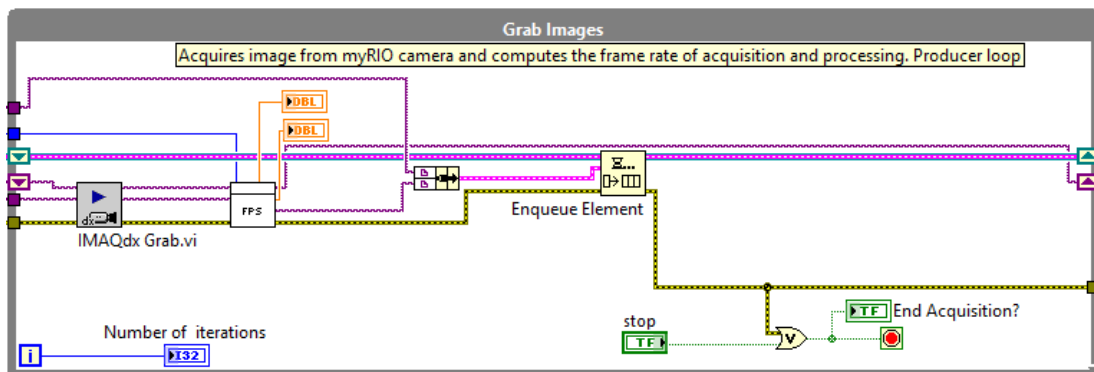 Grab Images
Acquires image from myRIO camera and computes the frame rate of acquisition and processing. Producer loop
DBL
DBL
dx
FPS
IMAQdx Grab.vi
Enqueue Element
Number of iterations
i
I32
stop
TF
V
TF
End Acquisition?